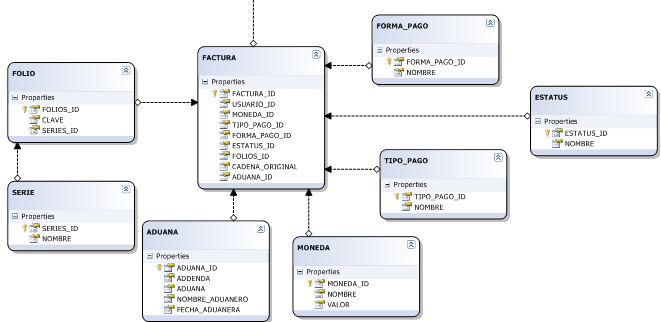 FORMA_PAGO
Properties
FORMA_PAGO_ID
NOMBRE
FACTURA
Properties
FACTURA_ID
USUARIO_ID
MONEDA_ID
TIPO_PAGO_ID
FORMA_PAGO_ID
ESTATUS_ID
FOLIOS_ID
CADENA_ORIGINAL
ADUANA_ID
FOLIO
Properties
FOLIOS_ID
CLAVE
SERIES_ID
ESTATUS
Properties
ESTATUS_ID
NOMBRE
TIPO_PAGO
Properties
TIPO_PAGO_ID
NOMBRE
SERIE
Properties
SERIES_ID
NOMBRE
ADUANA
Properties
ADUANA_ID
ADDENDA
ADUANA
NOMBRE_ADUANERO
FECHA_ADUANERA
MONEDA
Properties
MONEDA_ID
NOMBRE
VALOR